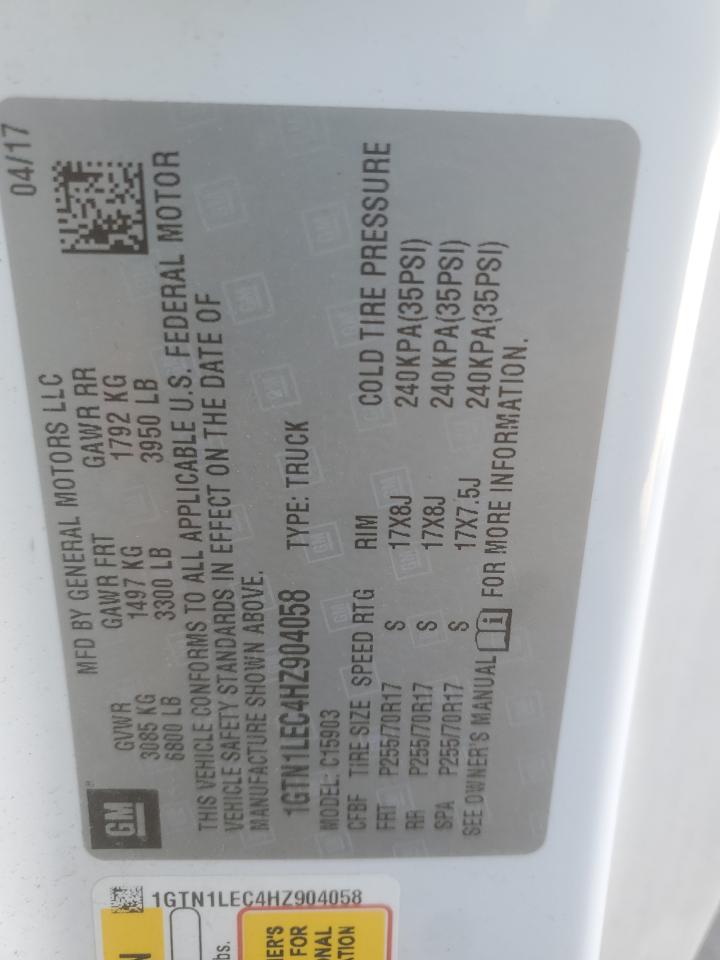 04/17
GM
MFD BY GENERAL MOTORS LLC
GVWR GAWR FRT GAWR RR
3085 KG 1497 KG 1792 KG
6800 LB 3300 LB 3950 LB
THIS VEHICLE CONFORMS TO ALL APPLICABLE U.S. FEDERAL MOTOR
VEHICLE SAFETY STANDARDS IN EFFECT ON THE DATE OF
MANUFACTURE SHOWN ABOVE.
1GTN1LEC4HZ904058 TYPE: TRUCK
MODEL: C15903
CFBF TIRE SIZE SPEED RTG RIM COLD TIRE PRESSURE
FRT P255/70R17 S 17X8J 240KPA(35PSI)
RR P255/70R17 S 17X8J 240KPA(35PSI)
SPA P255/70R17 S 17X7.5J 240KPA(35PSI)
SEE OWNER'S MANUAL FOR MORE INFORMATION.
1GTN1LEC4HZ904058
N
lbs.
ER'S
FOR
ONAL
TION